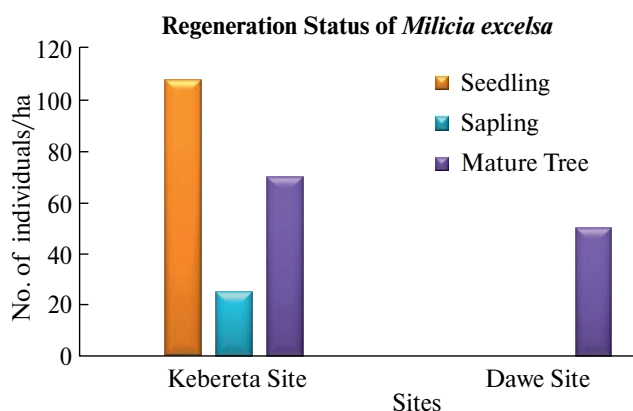 Regeneration Status of Milicia excelsa
No. of individuals/ha
120
100
80
60
40
20
0
Seedling
Sapling
Mature Tree
Kebereta Site
Dawe Site
Sites